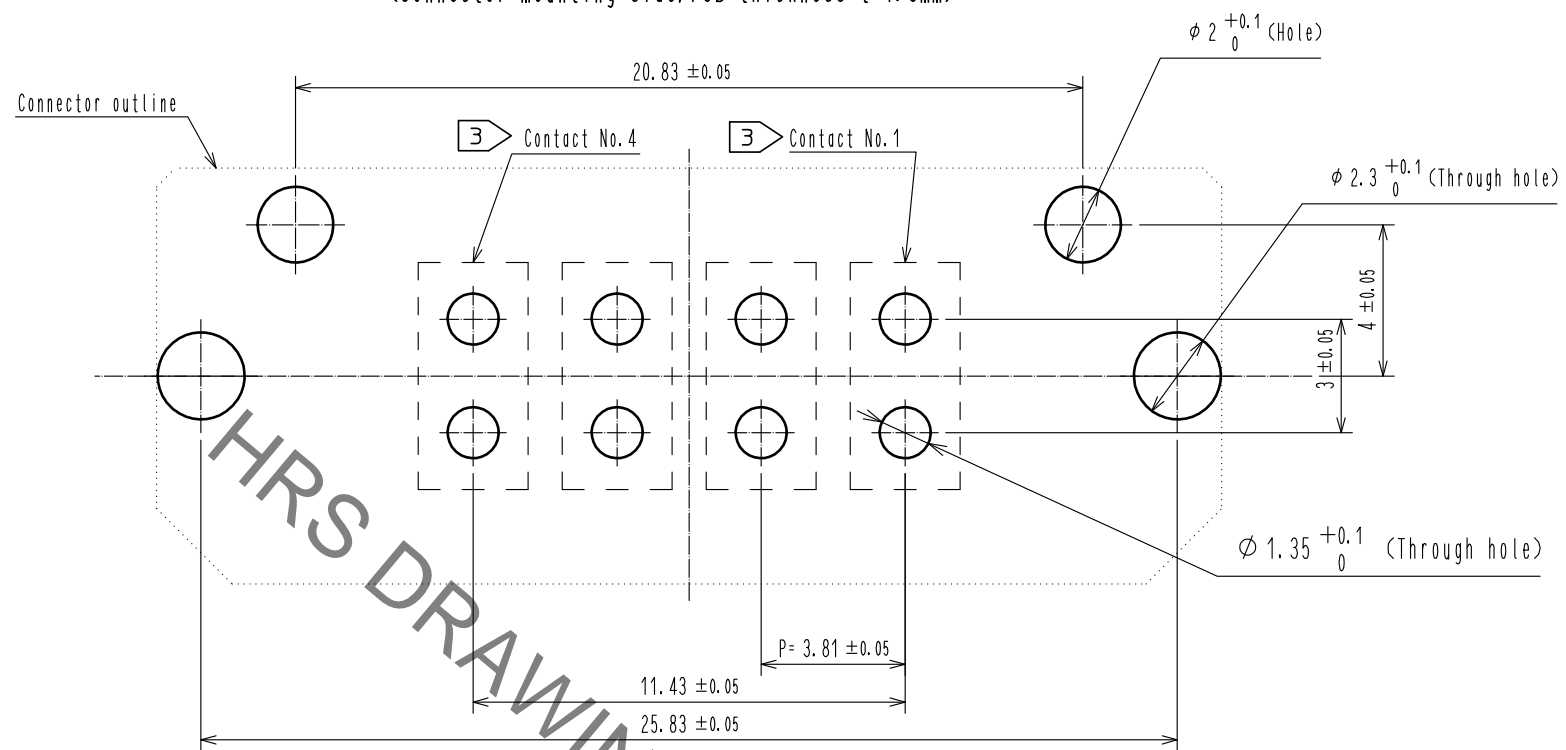 φ 2 +0.1 0 (Hole)
20.83 ±0.05
Connector outline
3 Contact No.4
3 Contact No.1
φ 2.3 +0.1 0 (Through hole)
4 ±0.05
3 ±0.05
φ 1.35 +0.1 0 (Through hole)
P= 3.81 ±0.05
11.43 ±0.05
25.83 ±0.05
HRS DRAWIN